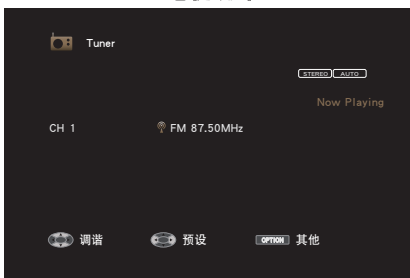 Tuner
STEREO AUTO
Now Playing
CH 1 FM 87.50MHz
调谐 预设 OPTION 其他